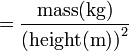 = mass(kg) / (height(m))²